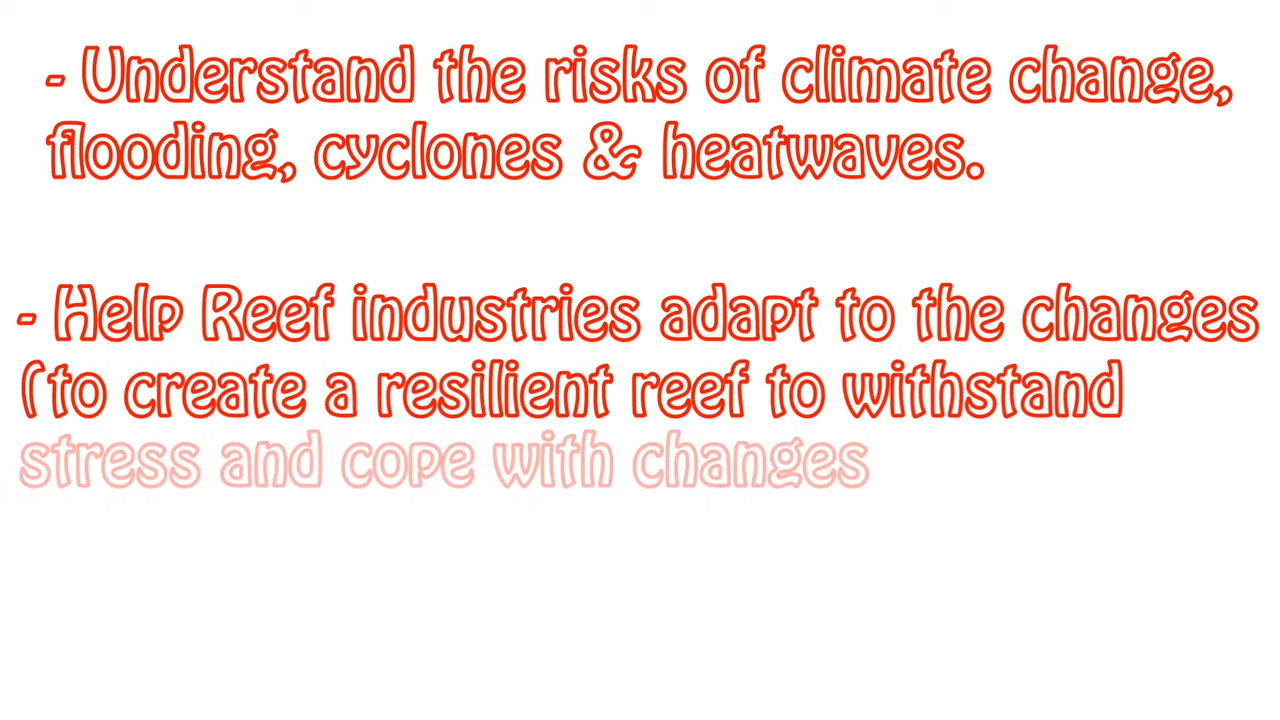 - Understand the risks of climate change,
flooding, cyclones & heatwaves.
- Help Reef industries adapt to the changes
(to create a resilient reef to withstand
stress and cope with changes